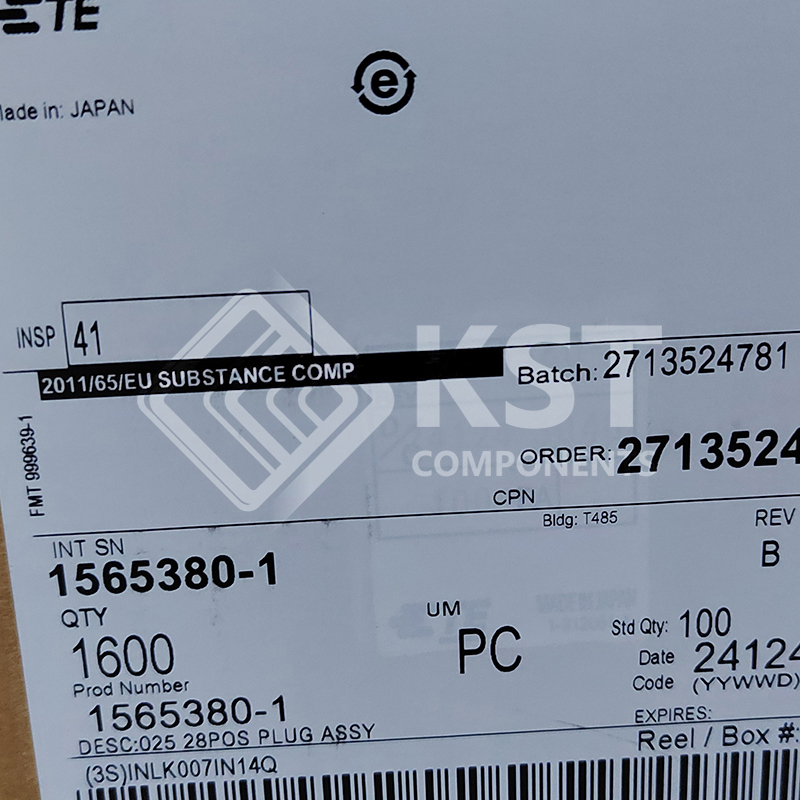 TE
Made in: JAPAN
e
INSP 41
2011/65/EU SUBSTANCE COMP
Batch: 2713524781
KST
COMPONENTS
ORDER: 2713524
FMT 999639-1
CPN
Bldg: T485
INT SN
REV
1565380-1
B
QTY
UM
1600
PC
Std Qty: 100
Prod Number
Date 24124
Code (YYWWD)
1565380-1
EXPIRES:
DESC:025 28POS PLUG ASSY
Reel / Box #:
(3S)INLK007IN14Q